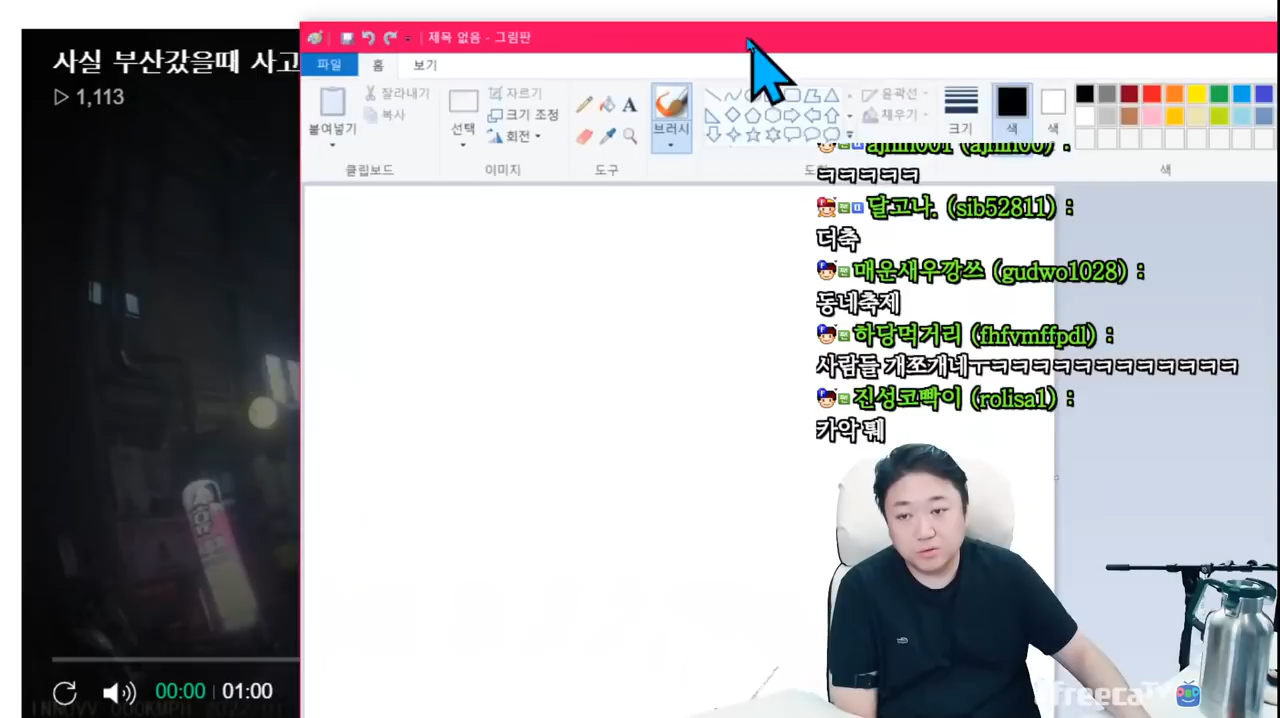 사실 부산갔을때 사고
1,113
제목 없음 - 그림판
파일
홈
보기
붙여넣기
잘라내기
복사
클립보드
선택
자르기
크기 조정
회전
이미지
A
도구
브러시
윤곽선
채우기
크기
색
색
색
ajhh001 (ajhh00) :
ㅋㅋㅋㅋㅋ
달고나. (sib52811) :
더축
매운새우깡쓰 (gudwo1028) :
동네축제
하당먹거리 (fhfvmffpdl) :
사람들 개쪼개네ㅜㅋㅋㅋㅋㅋㅋㅋㅋㅋㅋㅋㅋ
진성코빡이 (rolisa1) :
카악 퉤
00:00 | 01:00
freecaTV